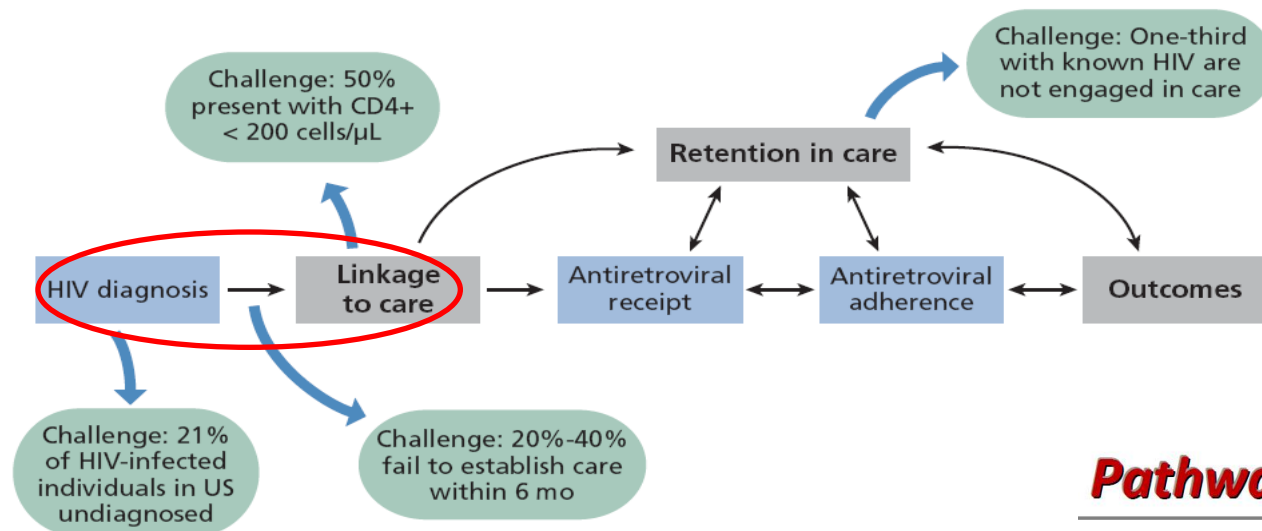 Challenge: 50%
present with CD4+
< 200 cells/µL
Challenge: One-third
with known HIV are
not engaged in care
Retention in care
HIV diagnosis
Linkage
to care
Antiretroviral
receipt
Antiretroviral
adherence
Outcomes
Challenge: 21%
of HIV-infected
individuals in US
undiagnosed
Challenge: 20%-40%
fail to establish care
within 6 mo